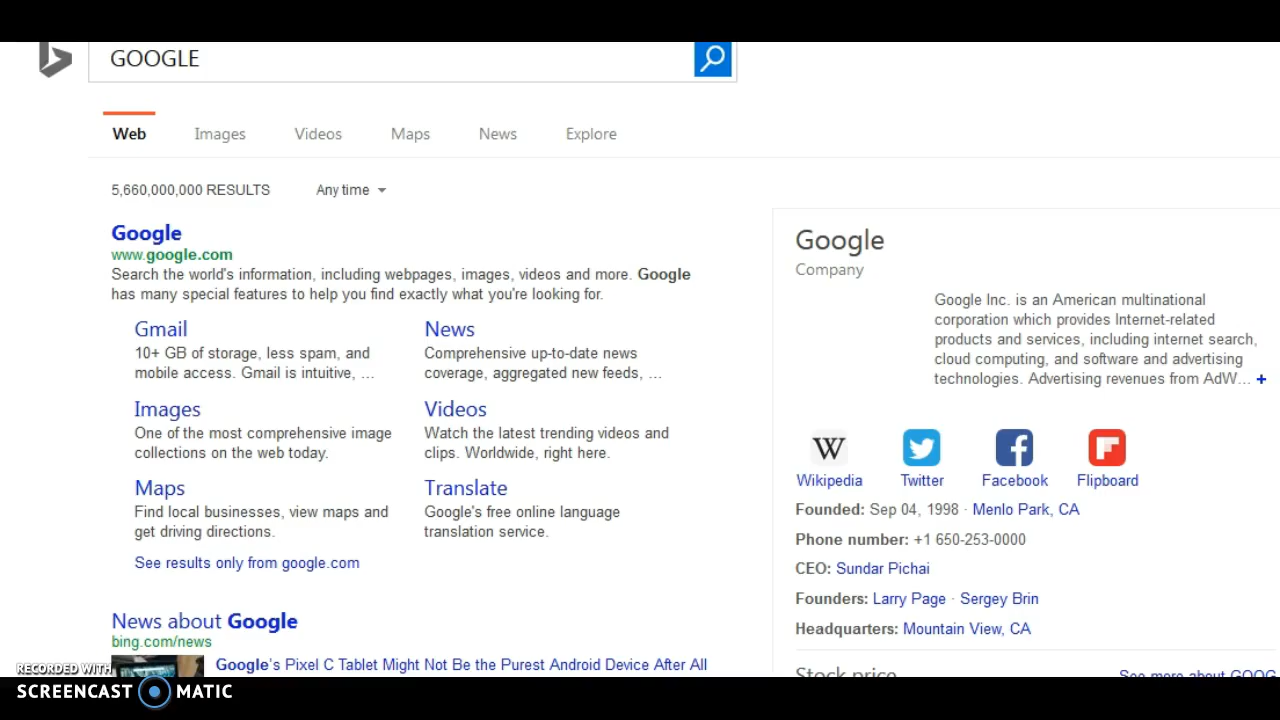 GOOGLE
Web Images Videos Maps News Explore
5,660,000,000 RESULTS Any time
Google
www.google.com
Search the world's information, including webpages, images, videos and more. Google
has many special features to help you find exactly what you're looking for.
Gmail
10+ GB of storage, less spam, and
mobile access. Gmail is intuitive, ...
News
Comprehensive up-to-date news
coverage, aggregated new feeds, ...
Images
One of the most comprehensive image
collections on the web today.
Videos
Watch the latest trending videos and
clips. Worldwide, right here.
Maps
Find local businesses, view maps and
get driving directions.
Translate
Google's free online language
translation service.
See results only from google.com
News about Google
bing.com/news
Google's Pixel C Tablet Might Not Be the Purest Android Device After All
Google
Company
Google Inc. is an American multinational
corporation which provides Internet-related
products and services, including internet search,
cloud computing, and software and advertising
technologies. Advertising revenues from AdW... +
W
Wikipedia Twitter Facebook Flipboard
Founded: Sep 04, 1998 · Menlo Park, CA
Phone number: +1 650-253-0000
CEO: Sundar Pichai
Founders: Larry Page · Sergey Brin
Headquarters: Mountain View, CA
Stock price See more about GOOG
RECORDED WITH
SCREENCAST MATIC